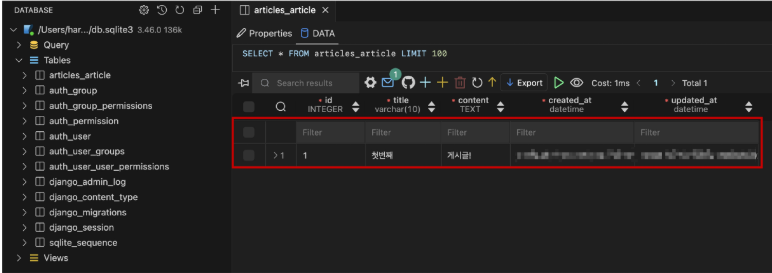 DATABASE
/Users/har.../db.sqlite3 3.46.0 136k
Query
Tables
articles_article
auth_group
auth_group_permissions
auth_permission
auth_user
auth_user_groups
auth_user_user_permissions
django_admin_log
django_content_type
django_migrations
django_session
sqlite_sequence
Views
articles_article
Properties DATA
SELECT * FROM articles_article LIMIT 100
Search results 1 Export Cost: 1ms 1 Total 1
id title content created_at updated_at
INTEGER varchar(10) TEXT datetime datetime
Filter Filter Filter Filter Filter
1 1 첫번째 게시글!